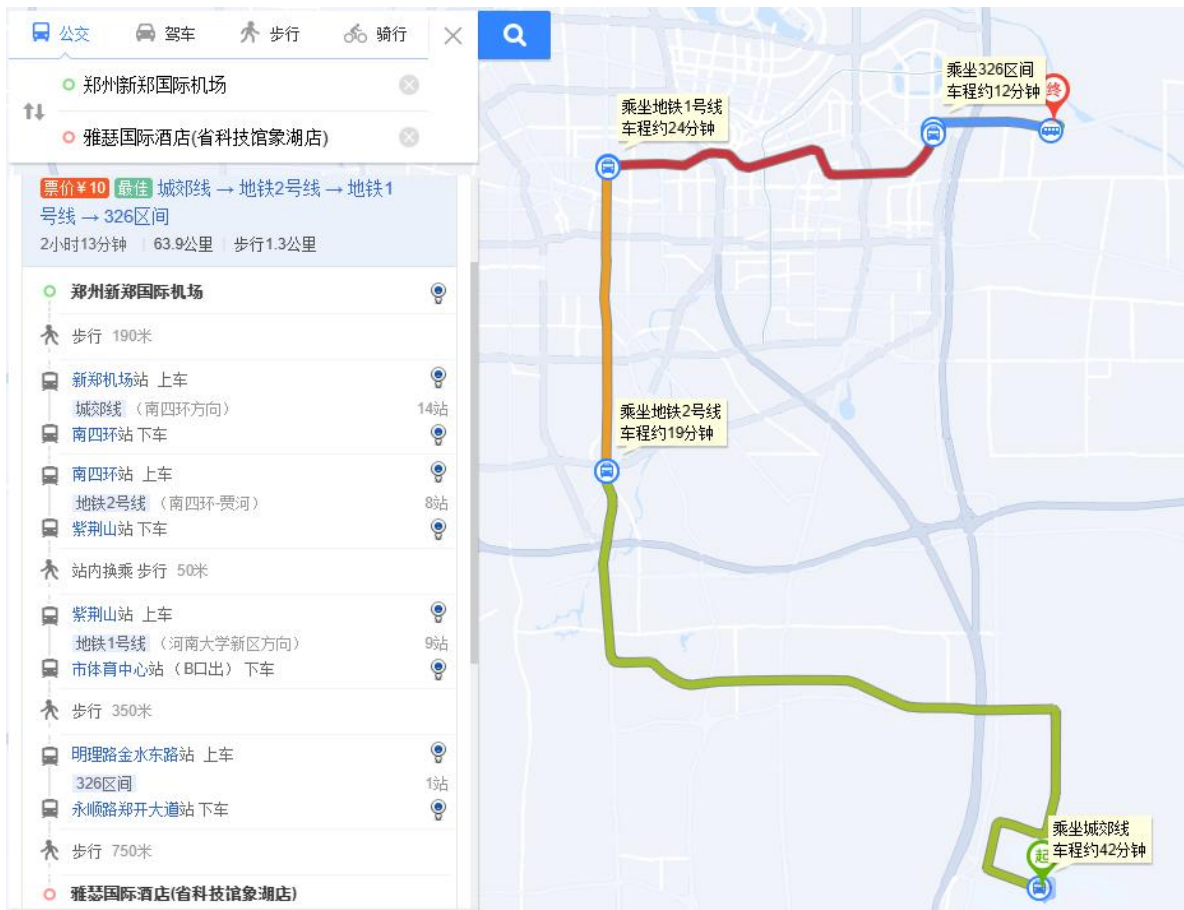 公交 驾车 步行 骑行
郑州新郑国际机场
雅瑟国际酒店(省科技馆象湖店)
票价¥10 最佳 城郊线 → 地铁2号线 → 地铁1
号线 → 326区间
2小时13分钟 63.9公里 步行1.3公里
郑州新郑国际机场
步行 190米
新郑机场站 上车
城郊线 (南四环方向) 14站
南四环站 下车
南四环站 上车
地铁2号线 (南四环-贾河) 8站
紫荆山站 下车
站内换乘 步行 50米
紫荆山站 上车
地铁1号线 (河南大学新区方向) 9站
市体育中心站 (B口出) 下车
步行 350米
明理路金水东路站 上车
326区间 1站
永顺路郑开大道站 下车
步行 750米
雅瑟国际酒店(省科技馆象湖店)
乘坐326区间
车程约12分钟
终
乘坐地铁1号线
车程约24分钟
乘坐地铁2号线
车程约19分钟
乘坐城郊线
车程约42分钟
起